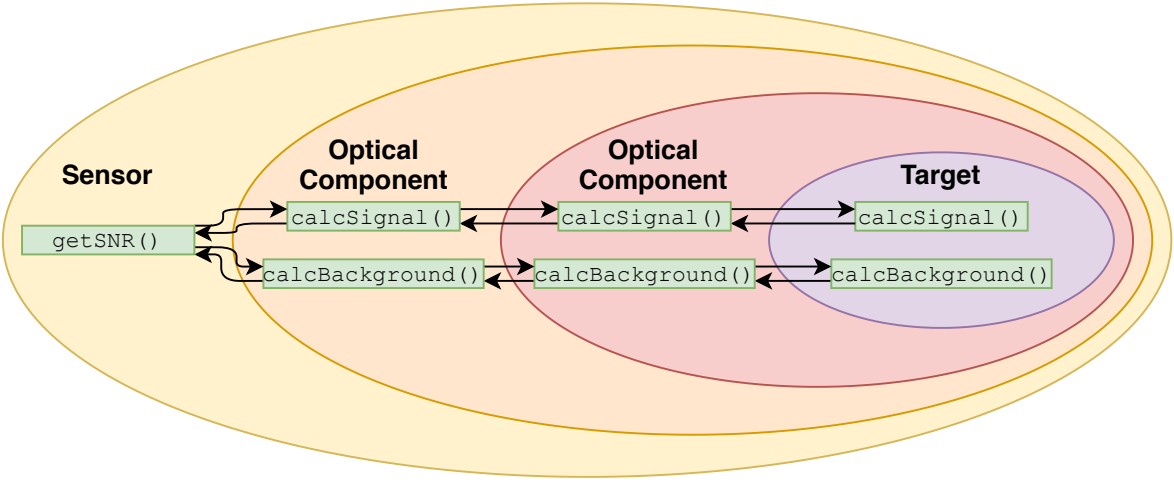 Sensor
getSNR()
Optical
Component
calcSignal()
calcBackground()
Optical
Component
calcSignal()
calcBackground()
Target
calcSignal()
calcBackground()